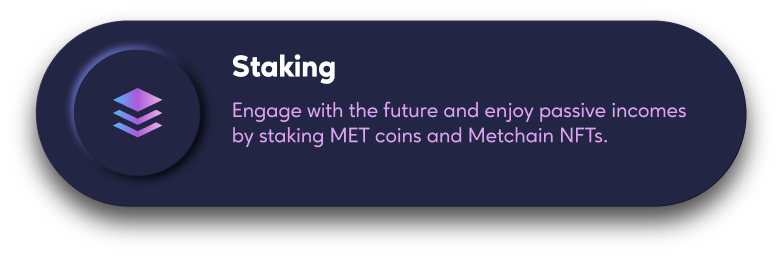 Staking
Engage with the future and enjoy passive incomes
by staking MET coins and Metchain NFTs.